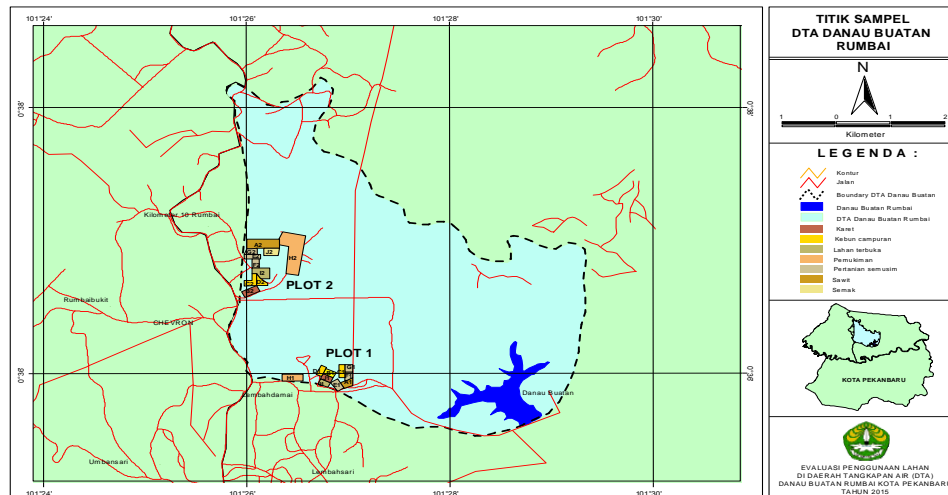 101°24'
101°26'
101°28'
101°30'
0°38'
0°38'
Kilometer 10 Rumbai
A2
J2
H2
I2
D2
PLOT 2
Rumbaibukit
CHEVRON
PLOT 1
0°36'
0°36'
H1
Lembahdamai
Danau Buatan
Umbansari
Lembahsari
101°24'
101°26'
101°28'
101°30'
TITIK SAMPEL
DTA DANAU BUATAN
RUMBAI
N
1 0 1 2
Kilometer
LEGENDA :
Kontur
Jalan
Boundary DTA Danau Buatan
Danau Buatan Rumbai
DTA Danau Buatan Rumbai
Karet
Kebun campuran
Lahan terbuka
Pemukiman
Pertanian semusim
Sawit
Semak
KOTA PEKANBARU
EVALUASI PENGGUNAAN LAHAN
DI DAERAH TANGKAPAN AIR (DTA)
DANAU BUATAN RUMBAI KOTA PEKANBARU
TAHUN 2015